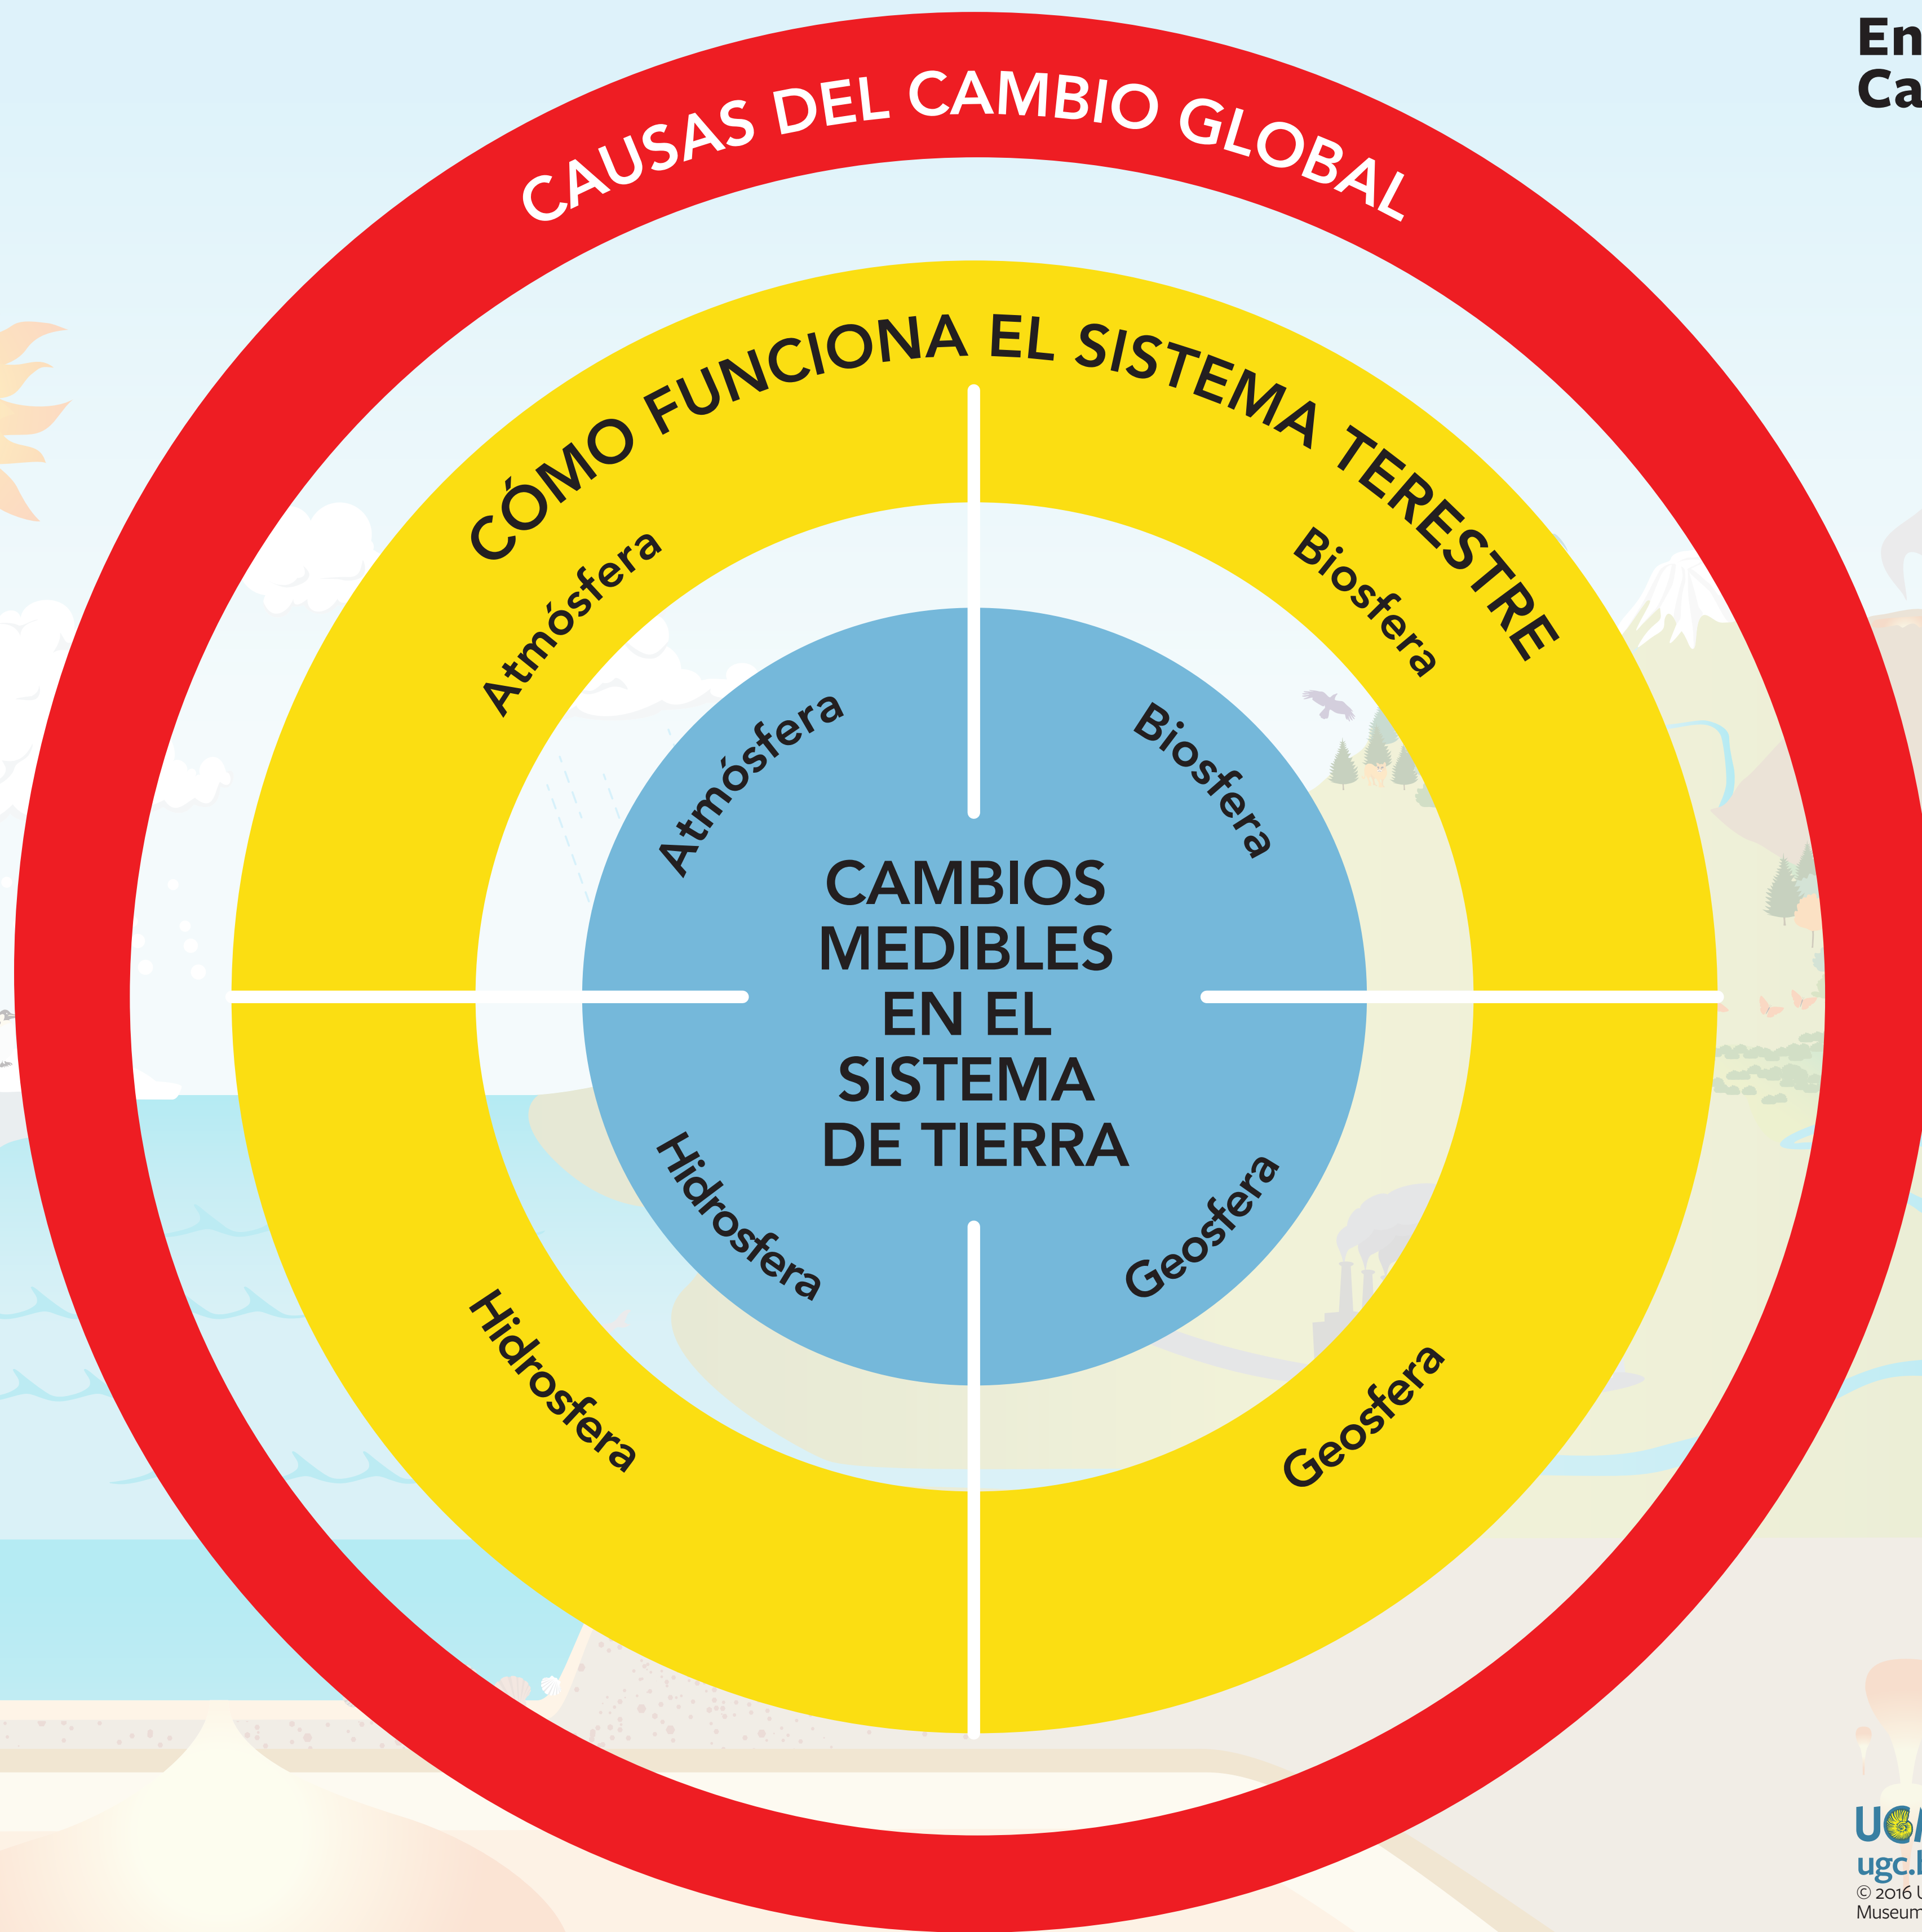 CAUSAS DEL CAMBIO GLOBAL
CÓMO FUNCIONA EL SISTEMA TERESTRE
Atmósfera
Biosfera
Atmósfera
Biosfera
CAMBIOS
MEDIBLES
EN EL
SISTEMA
DE TIERRA
Hidrosfera
Geosfera
Hidrosfera
Geosfera
En
Ca
ugc.b
© 2016 U
Museum